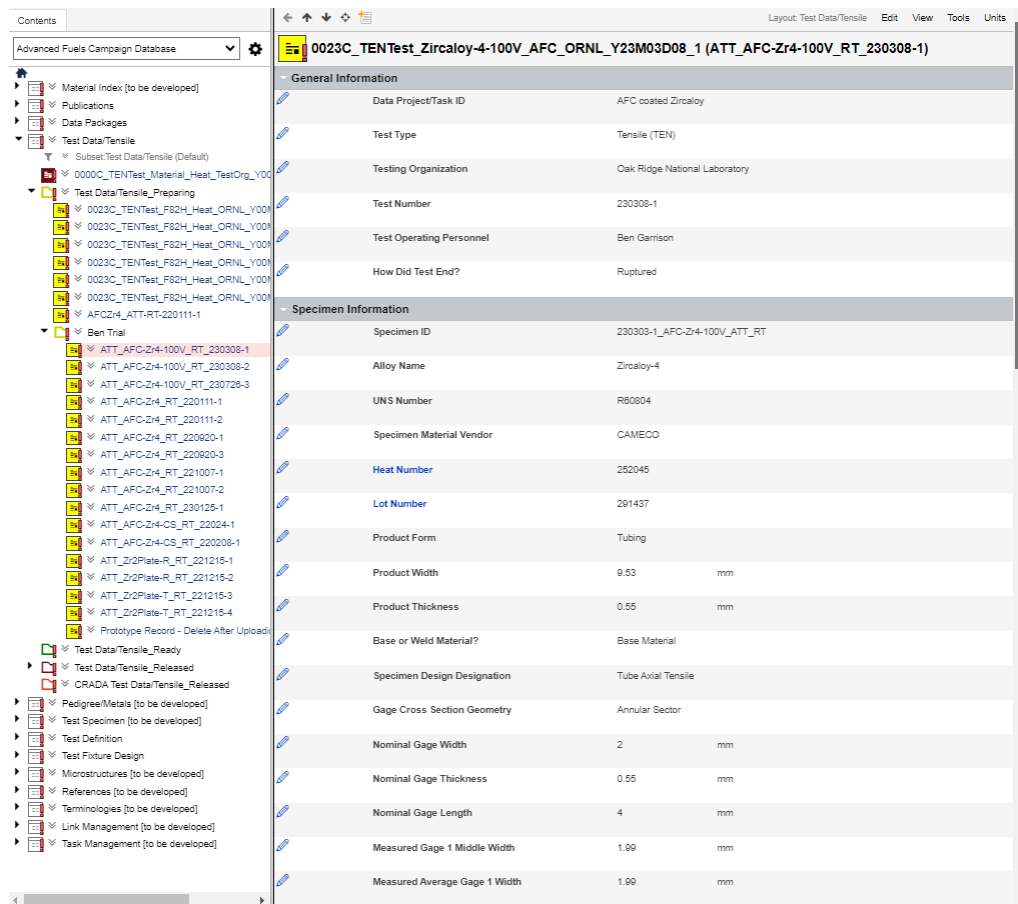 Contents
Advanced Fuels Campaign Database
Material Index [to be developed]
Publications
Data Packages
Test Data/Tensile
Subset:Test Data/Tensile (Default)
0000C_TENTest_Material_Heat_TestOrg_Y00
Test Data/Tensile_Preparing
0023C_TENTest_F82H_Heat_ORNL_Y00M
0023C_TENTest_F82H_Heat_ORNL_Y00M
0023C_TENTest_F82H_Heat_ORNL_Y00M
0023C_TENTest_F82H_Heat_ORNL_Y00M
0023C_TENTest_F82H_Heat_ORNL_Y00M
0023C_TENTest_F82H_Heat_ORNL_Y00M
AFCZr4_ATT-RT-220111-1
Ben Trial
ATT_AFC-Zr4-100V_RT_230308-1
ATT_AFC-Zr4-100V_RT_230308-2
ATT_AFC-Zr4-100V_RT_230726-3
ATT_AFC-Zr4_RT_220111-1
ATT_AFC-Zr4_RT_220111-2
ATT_AFC-Zr4_RT_220920-1
ATT_AFC-Zr4_RT_220920-3
ATT_AFC-Zr4_RT_221007-1
ATT_AFC-Zr4_RT_221007-2
ATT_AFC-Zr4_RT_230125-1
ATT_AFC-Zr4-CS_RT_22024-1
ATT_AFC-Zr4-CS_RT_220208-1
ATT_Zr2Plate-R_RT_221215-1
ATT_Zr2Plate-R_RT_221215-2
ATT_Zr2Plate-T_RT_221215-3
ATT_Zr2Plate-T_RT_221215-4
Prototype Record - Delete After Uploadi
Test Data/Tensile_Ready
Test Data/Tensile_Released
CRADA Test Data/Tensile_Released
Pedigree/Metals [to be developed]
Test Specimen [to be developed]
Test Definition
Test Fixture Design
Microstructures [to be developed]
References [to be developed]
Terminologies [to be developed]
Link Management [to be developed]
Task Management [to be developed]
Layout: Test Data/Tensile Edit View Tools Units
0023C_TENTest_Zircaloy-4-100V_AFC_ORNL_Y23M03D08_1 (ATT_AFC-Zr4-100V_RT_230308-1)
General Information
Data Project/Task ID AFC coated Zircaloy
Test Type Tensile (TEN)
Testing Organization Oak Ridge National Laboratory
Test Number 230308-1
Test Operating Personnel Ben Garrison
How Did Test End? Ruptured
Specimen Information
Specimen ID 230303-1_AFC-Zr4-100V_ATT_RT
Alloy Name Zircaloy-4
UNS Number R60804
Specimen Material Vendor CAMECO
Heat Number 252045
Lot Number 291437
Product Form Tubing
Product Width 9.53 mm
Product Thickness 0.55 mm
Base or Weld Material? Base Material
Specimen Design Designation Tube Axial Tensile
Gage Cross Section Geometry Annular Sector
Nominal Gage Width 2 mm
Nominal Gage Thickness 0.55 mm
Nominal Gage Length 4 mm
Measured Gage 1 Middle Width 1.99 mm
Measured Average Gage 1 Width 1.99 mm